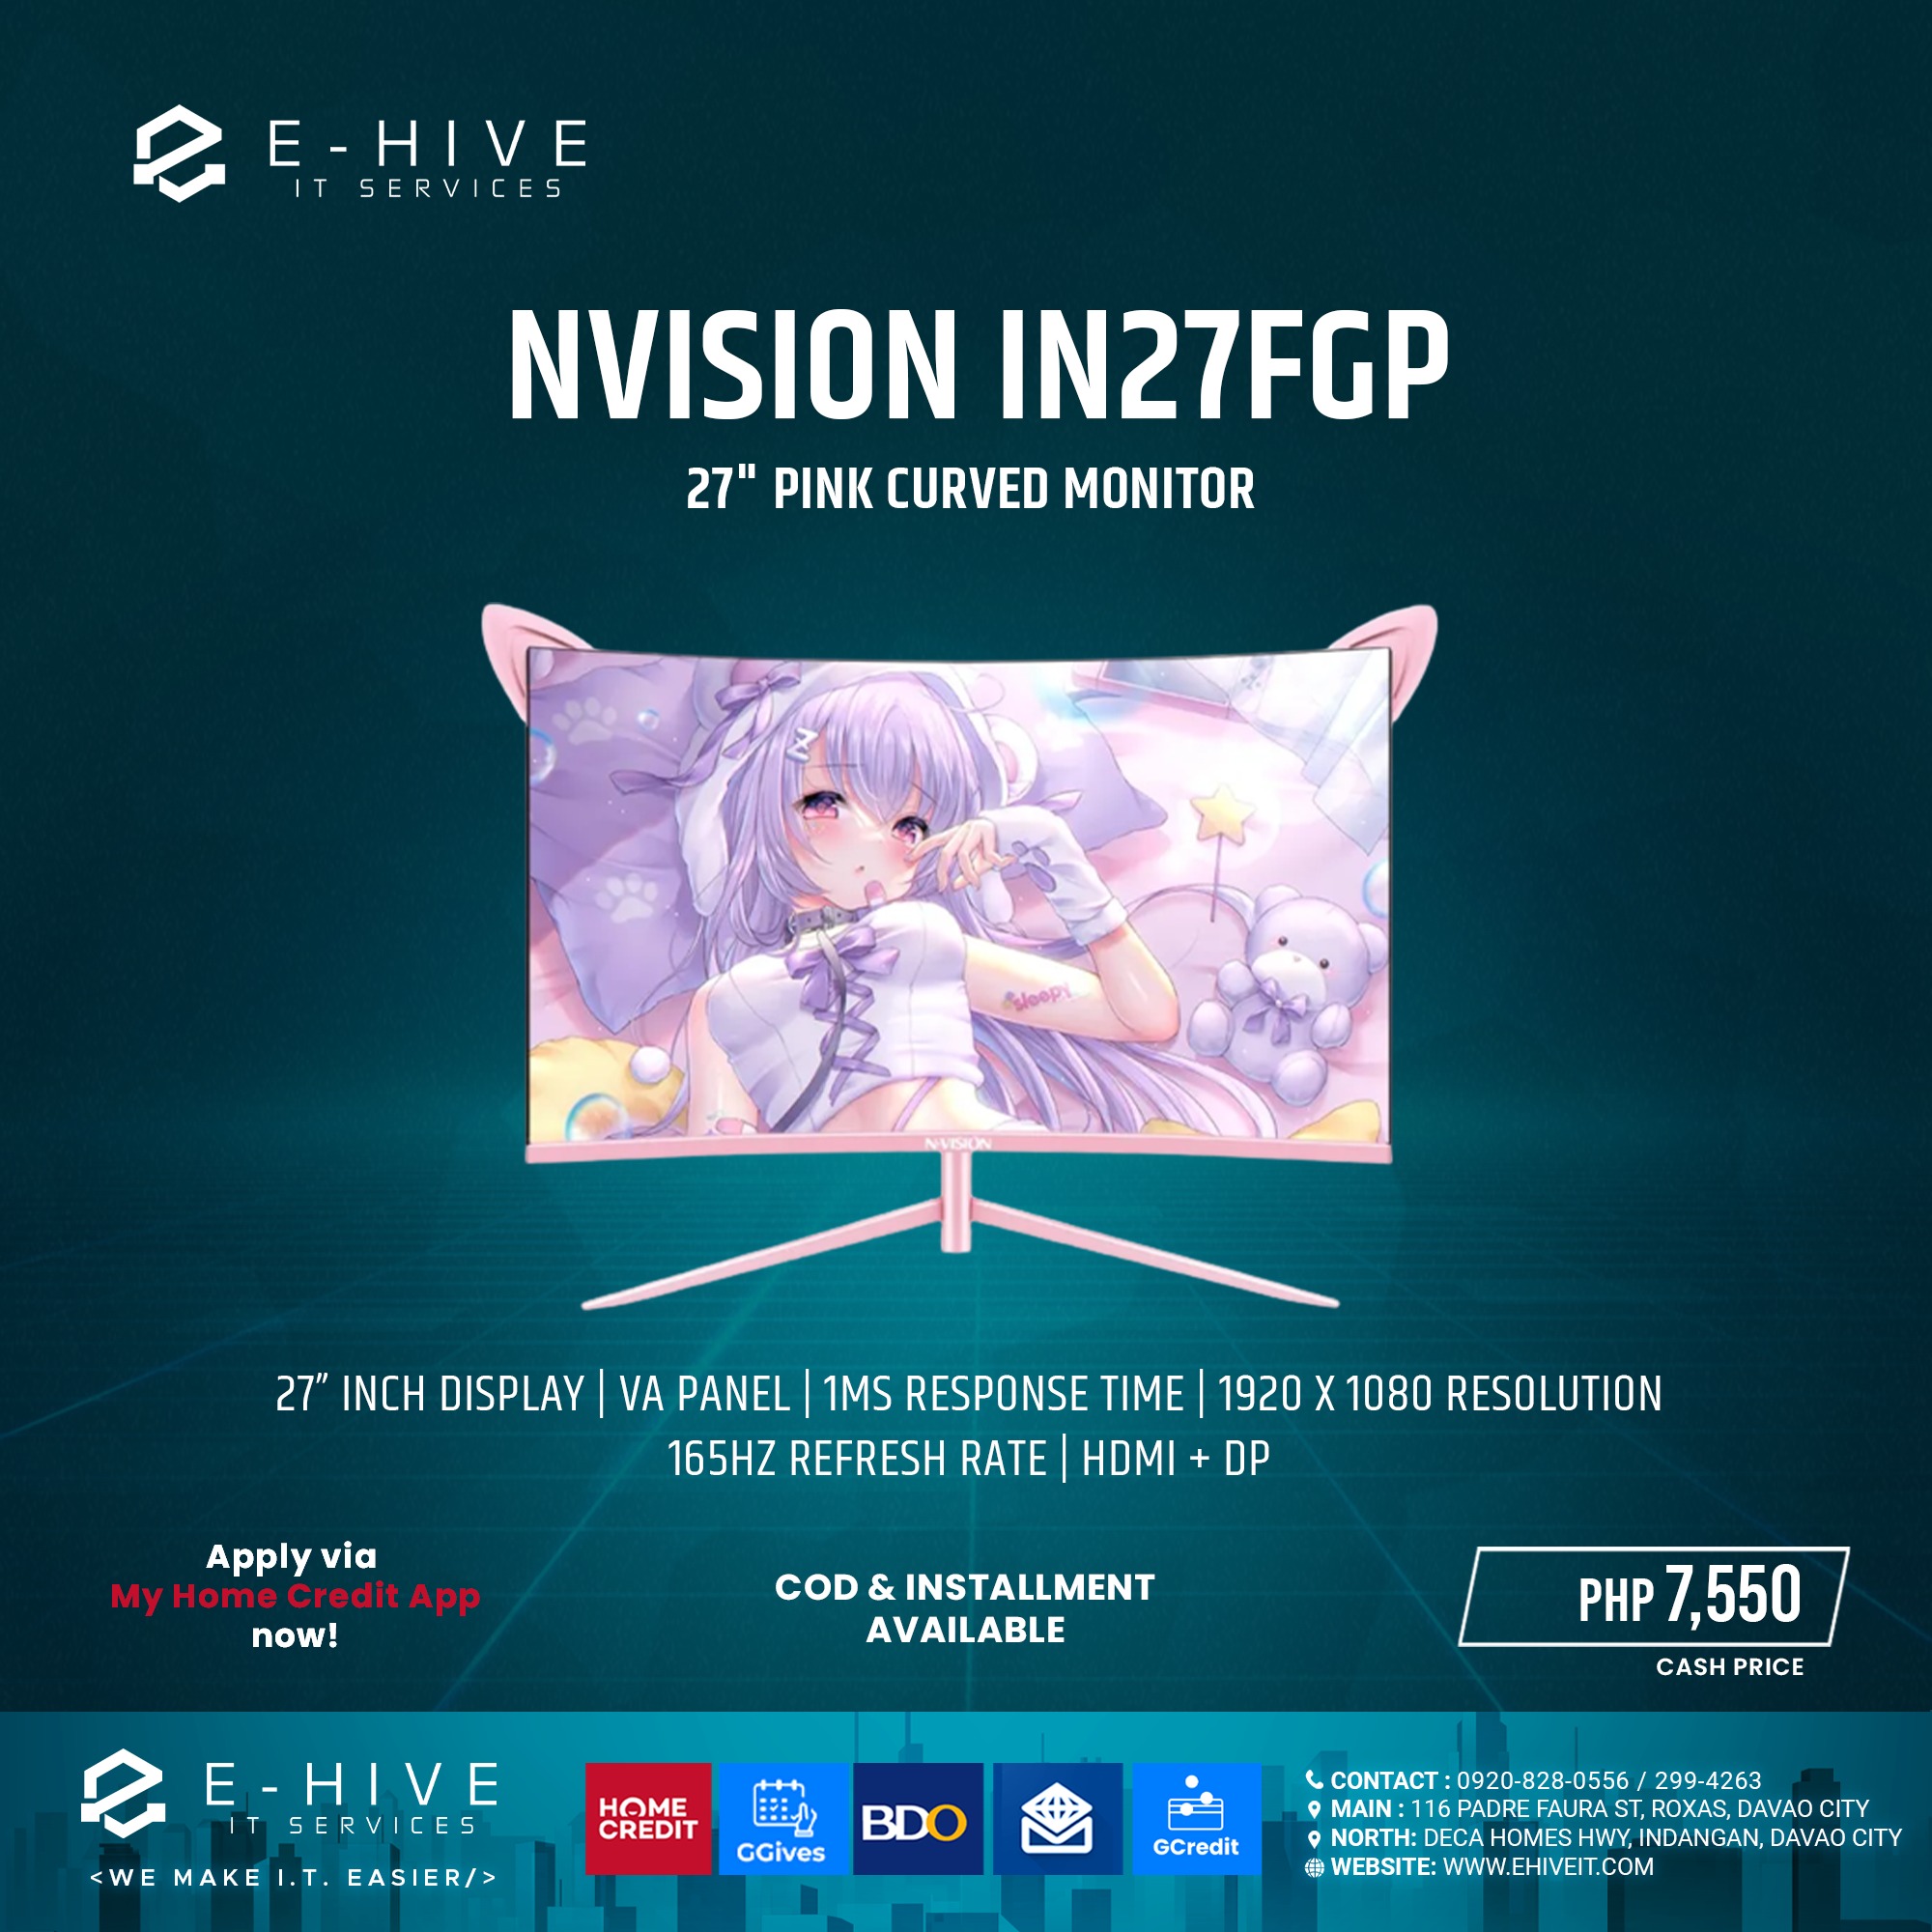 E-HIVE
IT SERVICES
NVISION IN27FGP
27" PINK CURVED MONITOR
sleepy
N-VISION
27” INCH DISPLAY | VA PANEL | 1MS RESPONSE TIME | 1920 X 1080 RESOLUTION
165HZ REFRESH RATE | HDMI + DP
Apply via
My Home Credit App
now!
COD & INSTALLMENT
AVAILABLE
PHP 7,550
CASH PRICE
E-HIVE
IT SERVICES
<WE MAKE I.T. EASIER/>
HOME
CREDIT
GGives
BDO
GCredit
CONTACT : 0920-828-0556 / 299-4263
MAIN : 116 PADRE FAURA ST, ROXAS, DAVAO CITY
NORTH: DECA HOMES HWY, INDANGAN, DAVAO CITY
WEBSITE: WWW.EHIVEIT.COM